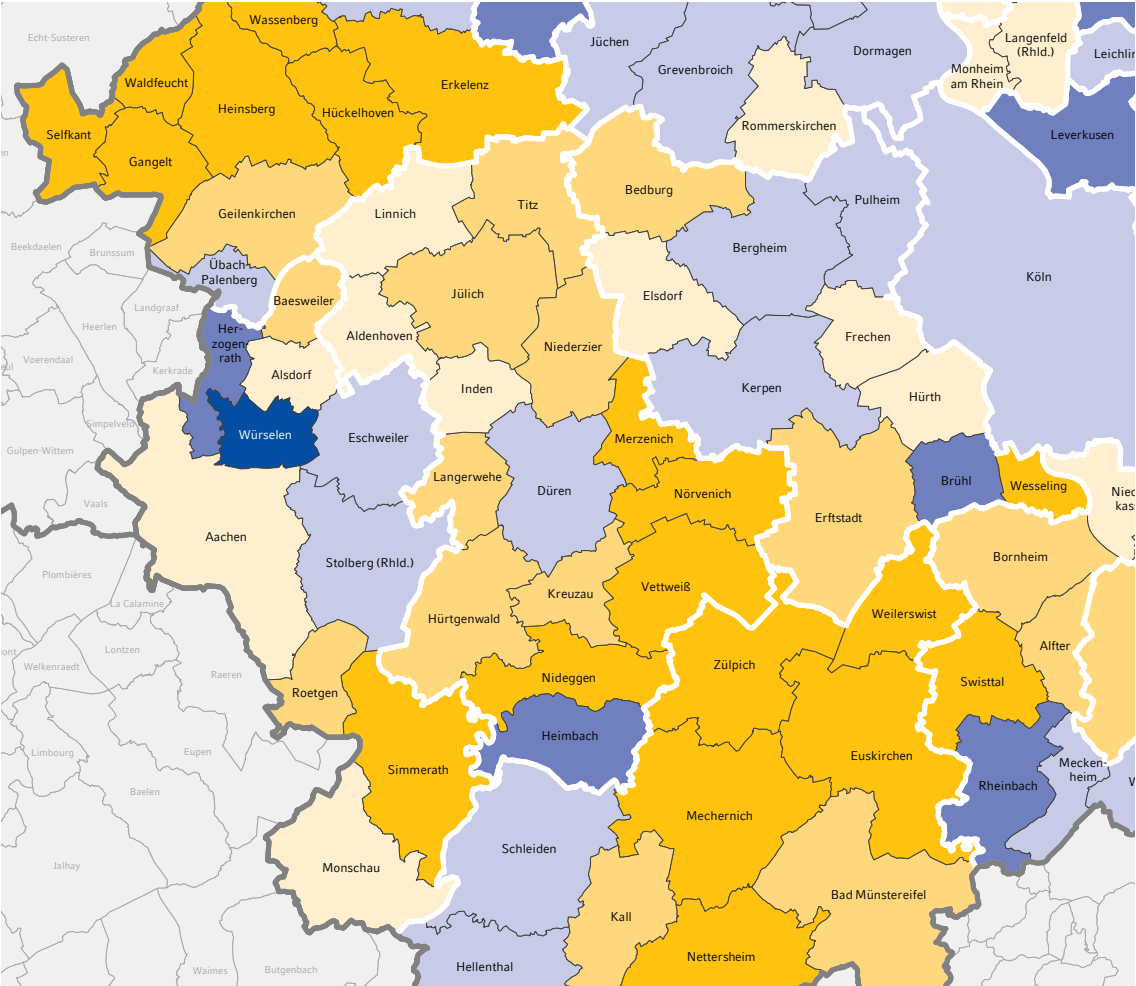 Echt-Susteren
Wassenberg
Jüchen
Dormagen
Langenfeld
(Rhld.)
Grevenbroich
Monheim
am Rhein
Waldfeucht
Erkelenz
Heinsberg
Hückelhoven
Rommerskirchen
Leverkusen
Selfkant
Gangelt
Bedburg
Pulheim
Geilenkirchen
Linnich
Titz
Beekdaelen
Brunssum
Bergheim
Übach-
Palenberg
Köln
Baesweiler
Jülich
Elsdorf
Landgraaf
Heerlen
Her-
zogen-
rath
Aldenhoven
Frechen
Niederzier
Voerendaal
Kerkrade
Alsdorf
Inden
Kerpen
Hürth
Simpelveld
Würselen
Eschweiler
Merzenich
Gulpen-Wittem
Langerwehe
Düren
Nörvenich
Brühl
Wesseling
Vaals
Erftstadt
Aachen
Stolberg (Rhld.)
Bornheim
Plombières
Kreuzau
Vettweiß
La Calamine
Hürtgenwald
Weilerswist
Lontzen
Alfter
Welkenraedt
Zülpich
Raeren
Nideggen
Swisttal
Roetgen
Heimbach
Limbourg
Eupen
Euskirchen
Simmerath
Mecken-
heim
Rheinbach
Baelen
Mechernich
Schleiden
Jalhay
Monschau
Bad Münstereifel
Kall
Nettersheim
Hellenthal
Waimes
Butgenbach